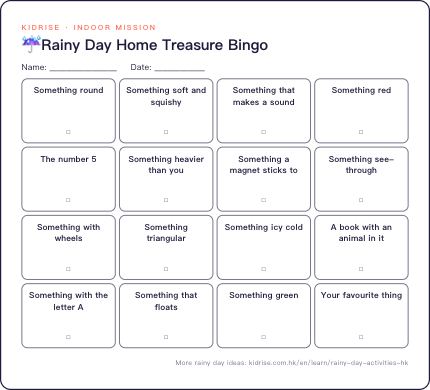 KIDRISE · INDOOR MISSION
☔Rainy Day Home Treasure Bingo
Name: ________________ Date: ____________
Something round
Something soft and
squishy
Something that
makes a sound
Something red
The number 5
Something heavier
than you
Something a
magnet sticks to
Something see-
through
Something with
wheels
Something
triangular
Something icy cold
A book with an
animal in it
Something with the
letter A
Something that
floats
Something green
Your favourite thing
More rainy day ideas: kidrise.com.hk/en/learn/rainy-day-activities-hk